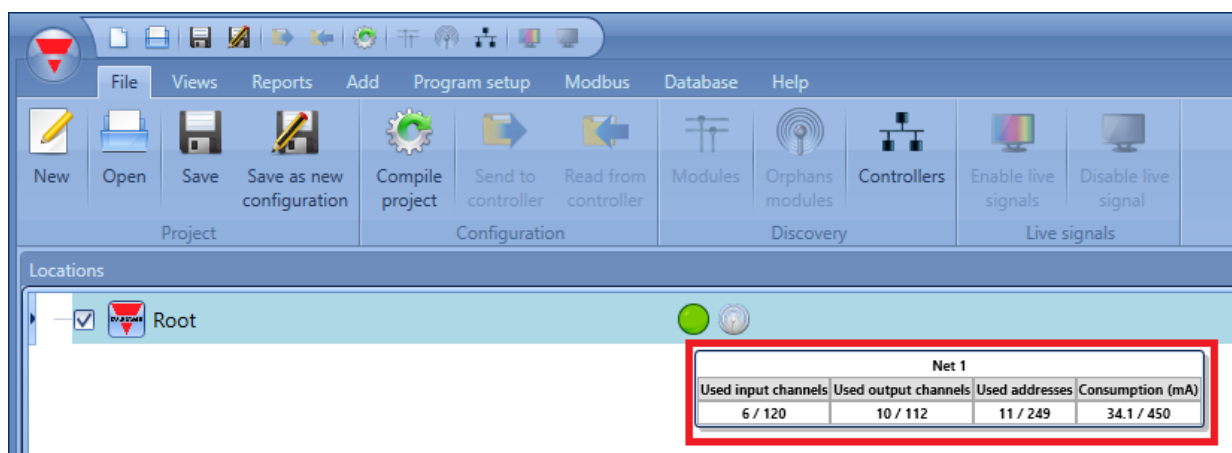 File Views Reports Add Program setup Modbus Database Help
New Open Save Save as new configuration Compile project Send to controller Read from controller Modules Orphans modules Controllers Enable live signals Disable live signal
Project Configuration Discovery Live signals
Locations
Root
Net 1
Used input channels Used output channels Used addresses Consumption (mA)
6 / 120 10 / 112 11 / 249 34.1 / 450